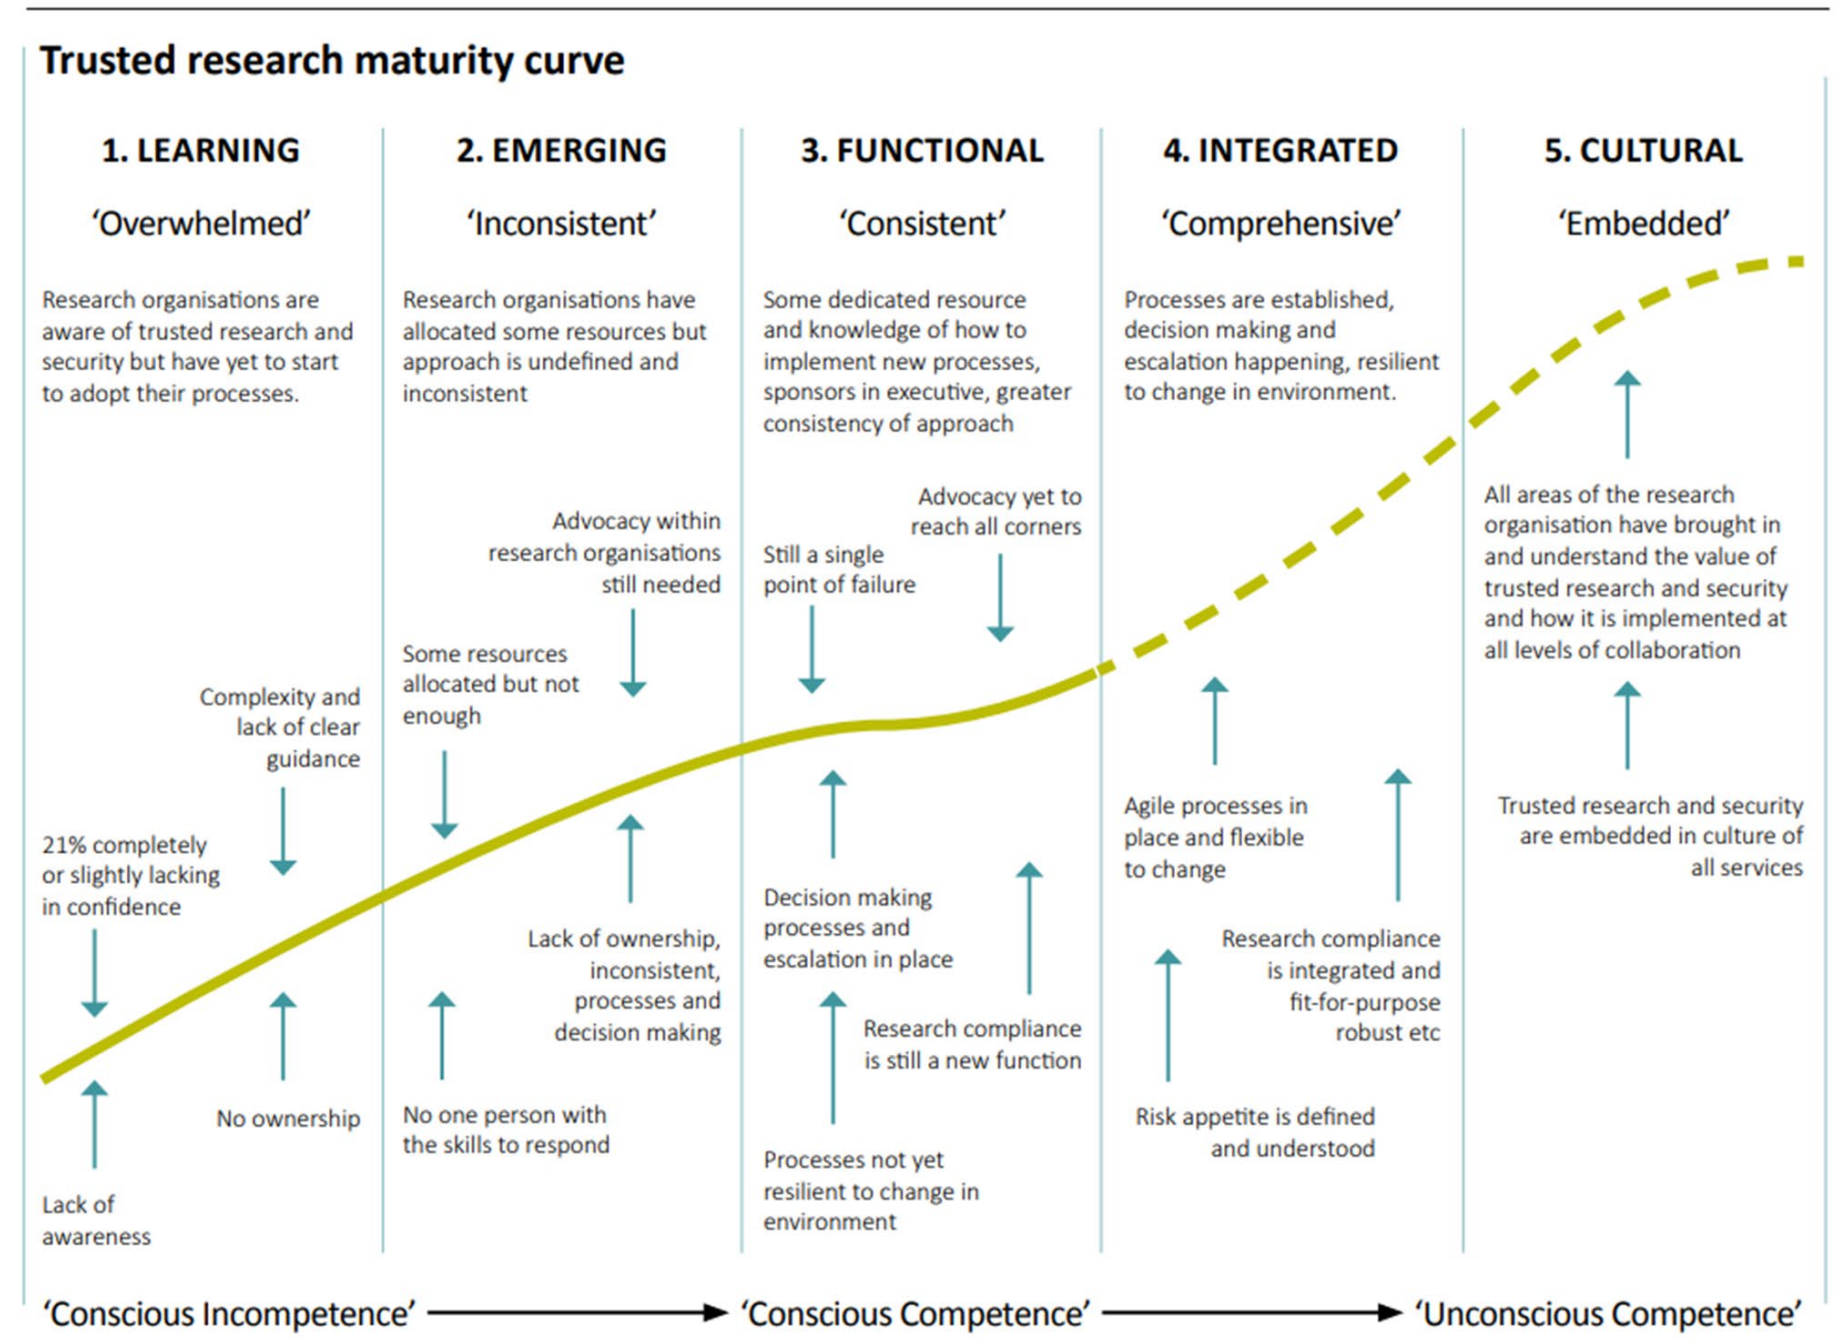 Trusted research maturity curve
1. LEARNING
‘Overwhelmed’
Research organisations are
aware of trusted research and
security but have yet to start
to adopt their processes.
Complexity and
lack of clear
guidance
21% completely
or slightly lacking
in confidence
No ownership
Lack of
awareness
2. EMERGING
‘Inconsistent’
Research organisations have
allocated some resources but
approach is undefined and
inconsistent
Advocacy within
research organisations
still needed
Some resources
allocated but not
enough
Lack of ownership,
inconsistent,
processes and
decision making
No one person with
the skills to respond
3. FUNCTIONAL
‘Consistent’
Some dedicated resource
and knowledge of how to
implement new processes,
sponsors in executive, greater
consistency of approach
Advocacy yet to
reach all corners
Still a single
point of failure
Decision making
processes and
escalation in place
Research compliance
is still a new function
Processes not yet
resilient to change in
environment
4. INTEGRATED
‘Comprehensive’
Processes are established,
decision making and
escalation happening, resilient
to change in environment.
Agile processes in
place and flexible
to change
Research compliance
is integrated and
fit-for-purpose
robust etc
Risk appetite is defined
and understood
5. CULTURAL
‘Embedded’
All areas of the research
organisation have brought in
and understand the value of
trusted research and security
and how it is implemented at
all levels of collaboration
Trusted research and security
are embedded in culture of
all services
‘Conscious Incompetence’
‘Conscious Competence’
‘Unconscious Competence’